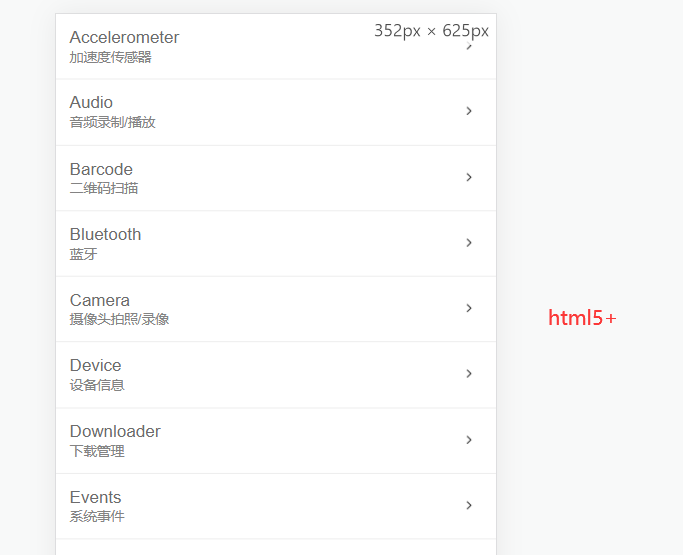 352px × 625px
Accelerometer
加速度传感器
Audio
音频录制/播放
Barcode
二维码扫描
Bluetooth
蓝牙
Camera
摄像头拍照/录像
html5+
Device
设备信息
Downloader
下载管理
Events
系统事件